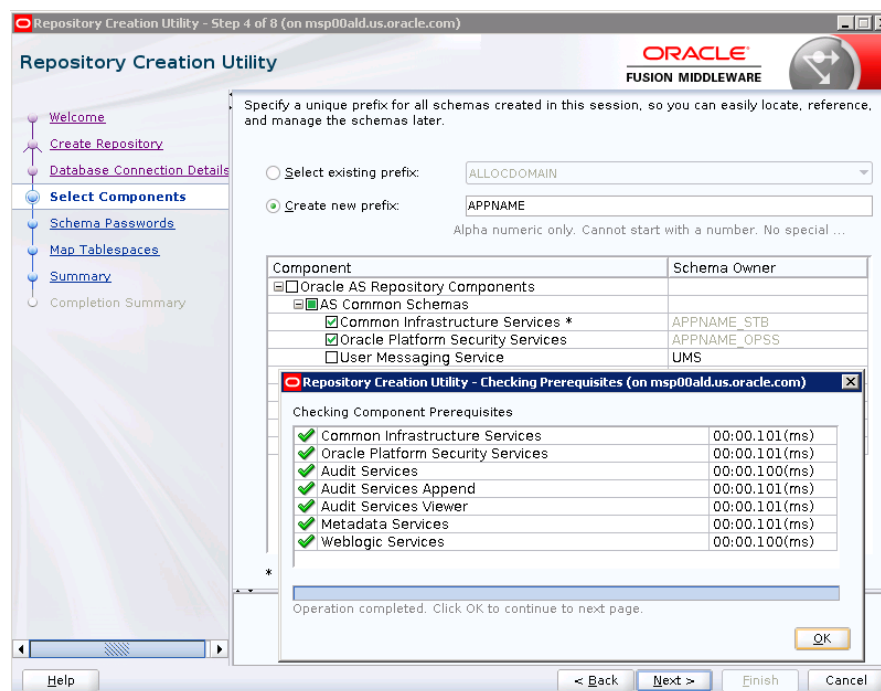 Repository Creation Utility - Step 4 of 8 (on msp00ald.us.oracle.com)
Repository Creation Utility
ORACLE
FUSION MIDDLEWARE
Welcome
Create Repository
Database Connection Details
Select Components
Schema Passwords
Map Tablespaces
Summary
Completion Summary
Specify a unique prefix for all schemas created in this session, so you can easily locate, reference,
and manage the schemas later.
Select existing prefix: ALLOCDOMAIN
Create new prefix: APPNAME
Alpha numeric only. Cannot start with a number. No special ...
Component Schema Owner
Oracle AS Repository Components
AS Common Schemas
Common Infrastructure Services * APPNAME_STB
Oracle Platform Security Services APPNAME_OPSS
User Messaging Service UMS
Repository Creation Utility - Checking Prerequisites (on msp00ald.us.oracle.com)
Checking Component Prerequisites
Common Infrastructure Services 00:00.101(ms)
Oracle Platform Security Services 00:00.101(ms)
Audit Services 00:00.100(ms)
Audit Services Append 00:00.101(ms)
Audit Services Viewer 00:00.101(ms)
Metadata Services 00:00.101(ms)
Weblogic Services 00:00.100(ms)
*
Operation completed. Click OK to continue to next page.
OK
Help
< Back
Next >
Finish
Cancel